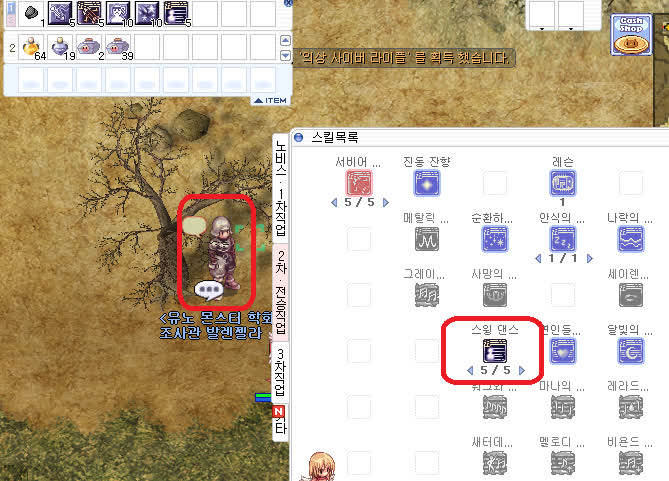 1
5
5
10
10
5
2
64
19
2
39
ITEM
Cash
Shop
'의상 사이버 라이플' 를 획득 했습니다.
<유노 몬스터 학회
조사관 발렌젤라
노비스
1차직업
2차·전승직업
3차직업
N
기타
스킬목록
서비어 ...
진동 잔향
레슨
5 / 5
1
메탈릭 ...
순환하...
안식의 ...
나락의 ...
1 / 1
그레이...
사망의 ...
세이렌...
스윙 댄스
연인들...
달빛의 ...
5 / 5
워그와 ...
마나의 ...
레라드...
새터데...
멜로디 ...
비욘드 ...